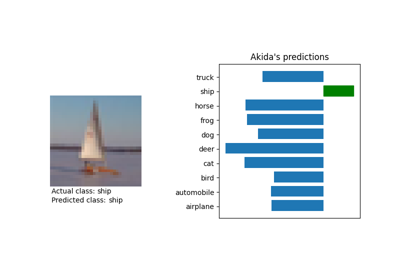 Akida's predictions
truck
ship
horse
frog
dog
deer
cat
bird
automobile
airplane
Actual class: ship
Predicted class: ship